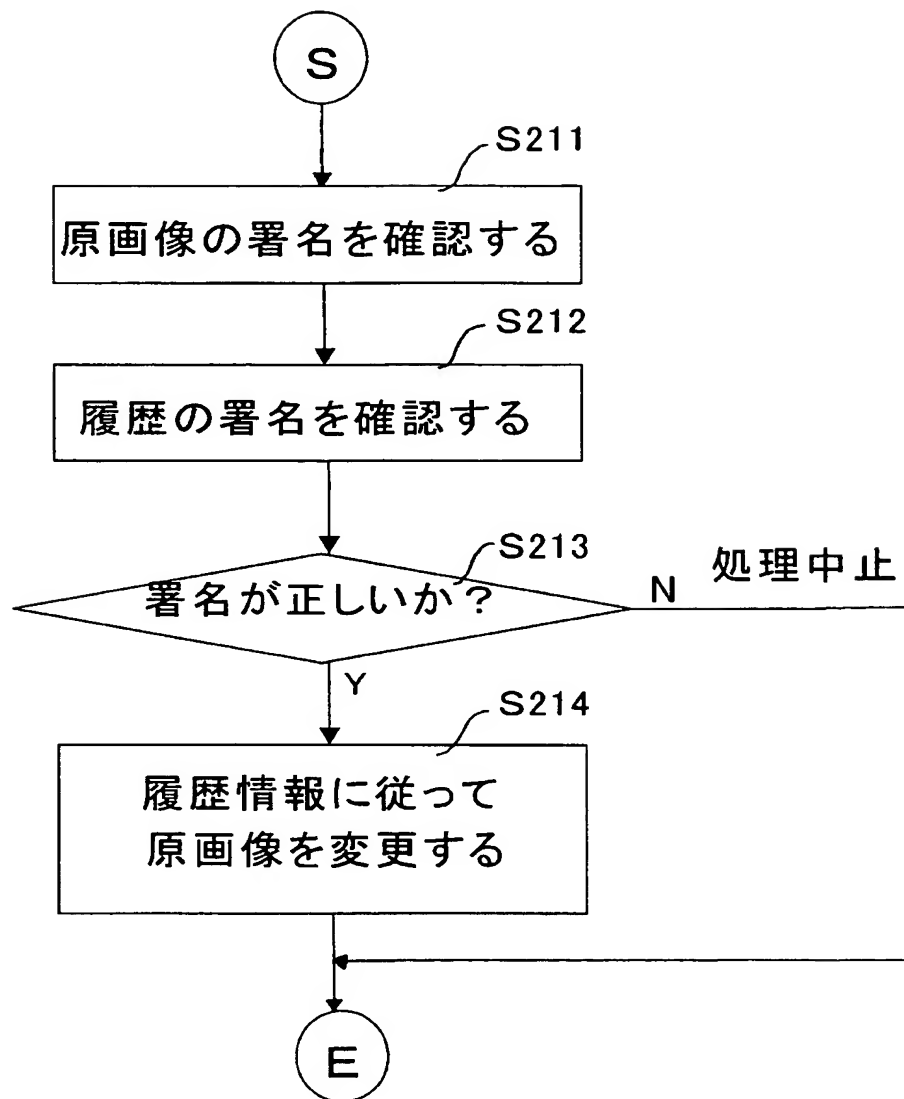 S
S211
原画像の署名を確認する
S212
履歴の署名を確認する
S213
署名が正しいか？
N 処理中止
Y
S214
履歴情報に従って
原画像を変更する
E